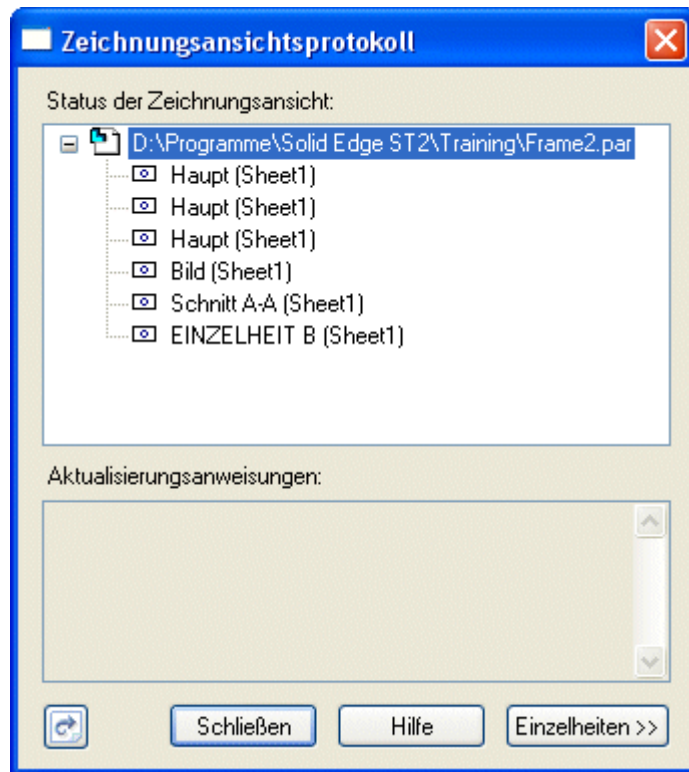 Zeichnungsansichtsprotokoll
Status der Zeichnungsansicht:
D:\Programme\Solid Edge ST2\Training\Frame2.par
Haupt (Sheet1)
Haupt (Sheet1)
Haupt (Sheet1)
Bild (Sheet1)
Schnitt A-A (Sheet1)
EINZELHEIT B (Sheet1)
Aktualisierungsanweisungen:
Schließen Hilfe Einzelheiten >>